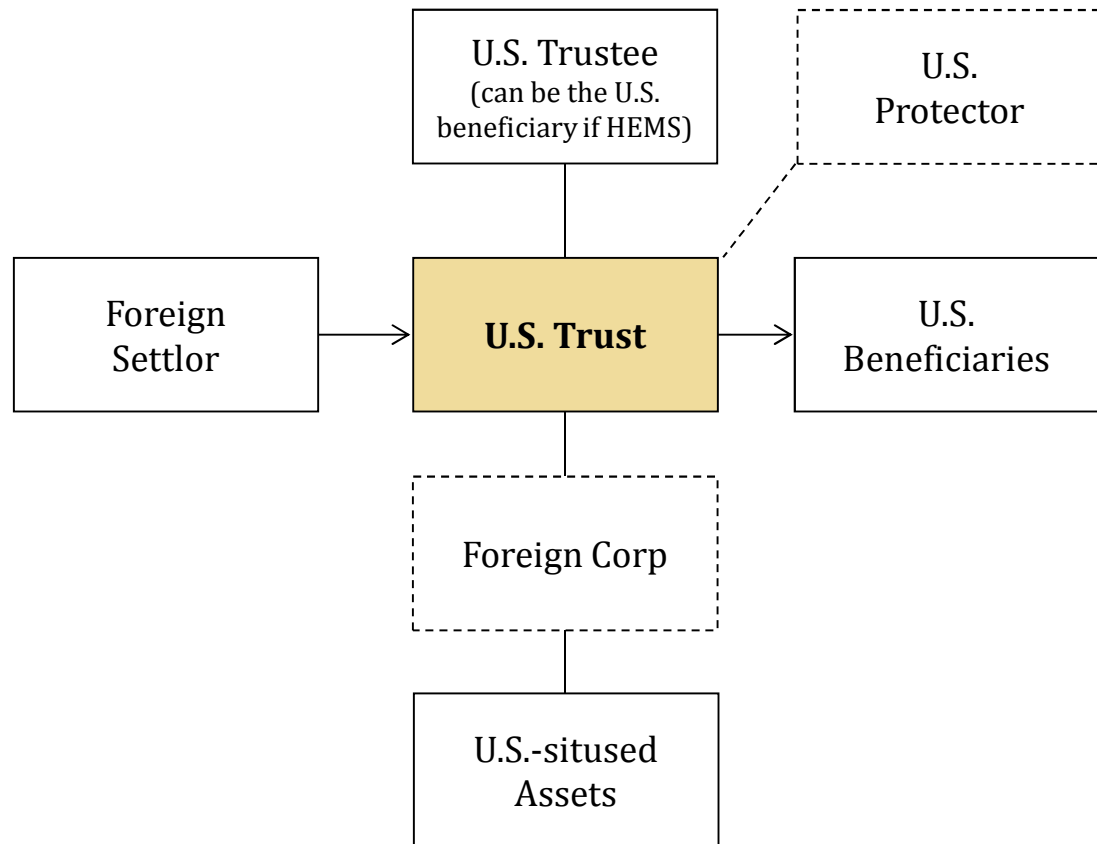 U.S. Trustee
(can be the U.S.
beneficiary if HEMS)
U.S.
Protector
Foreign
Settlor
U.S. Trust
U.S.
Beneficiaries
Foreign Corp
U.S.-sitused
Assets